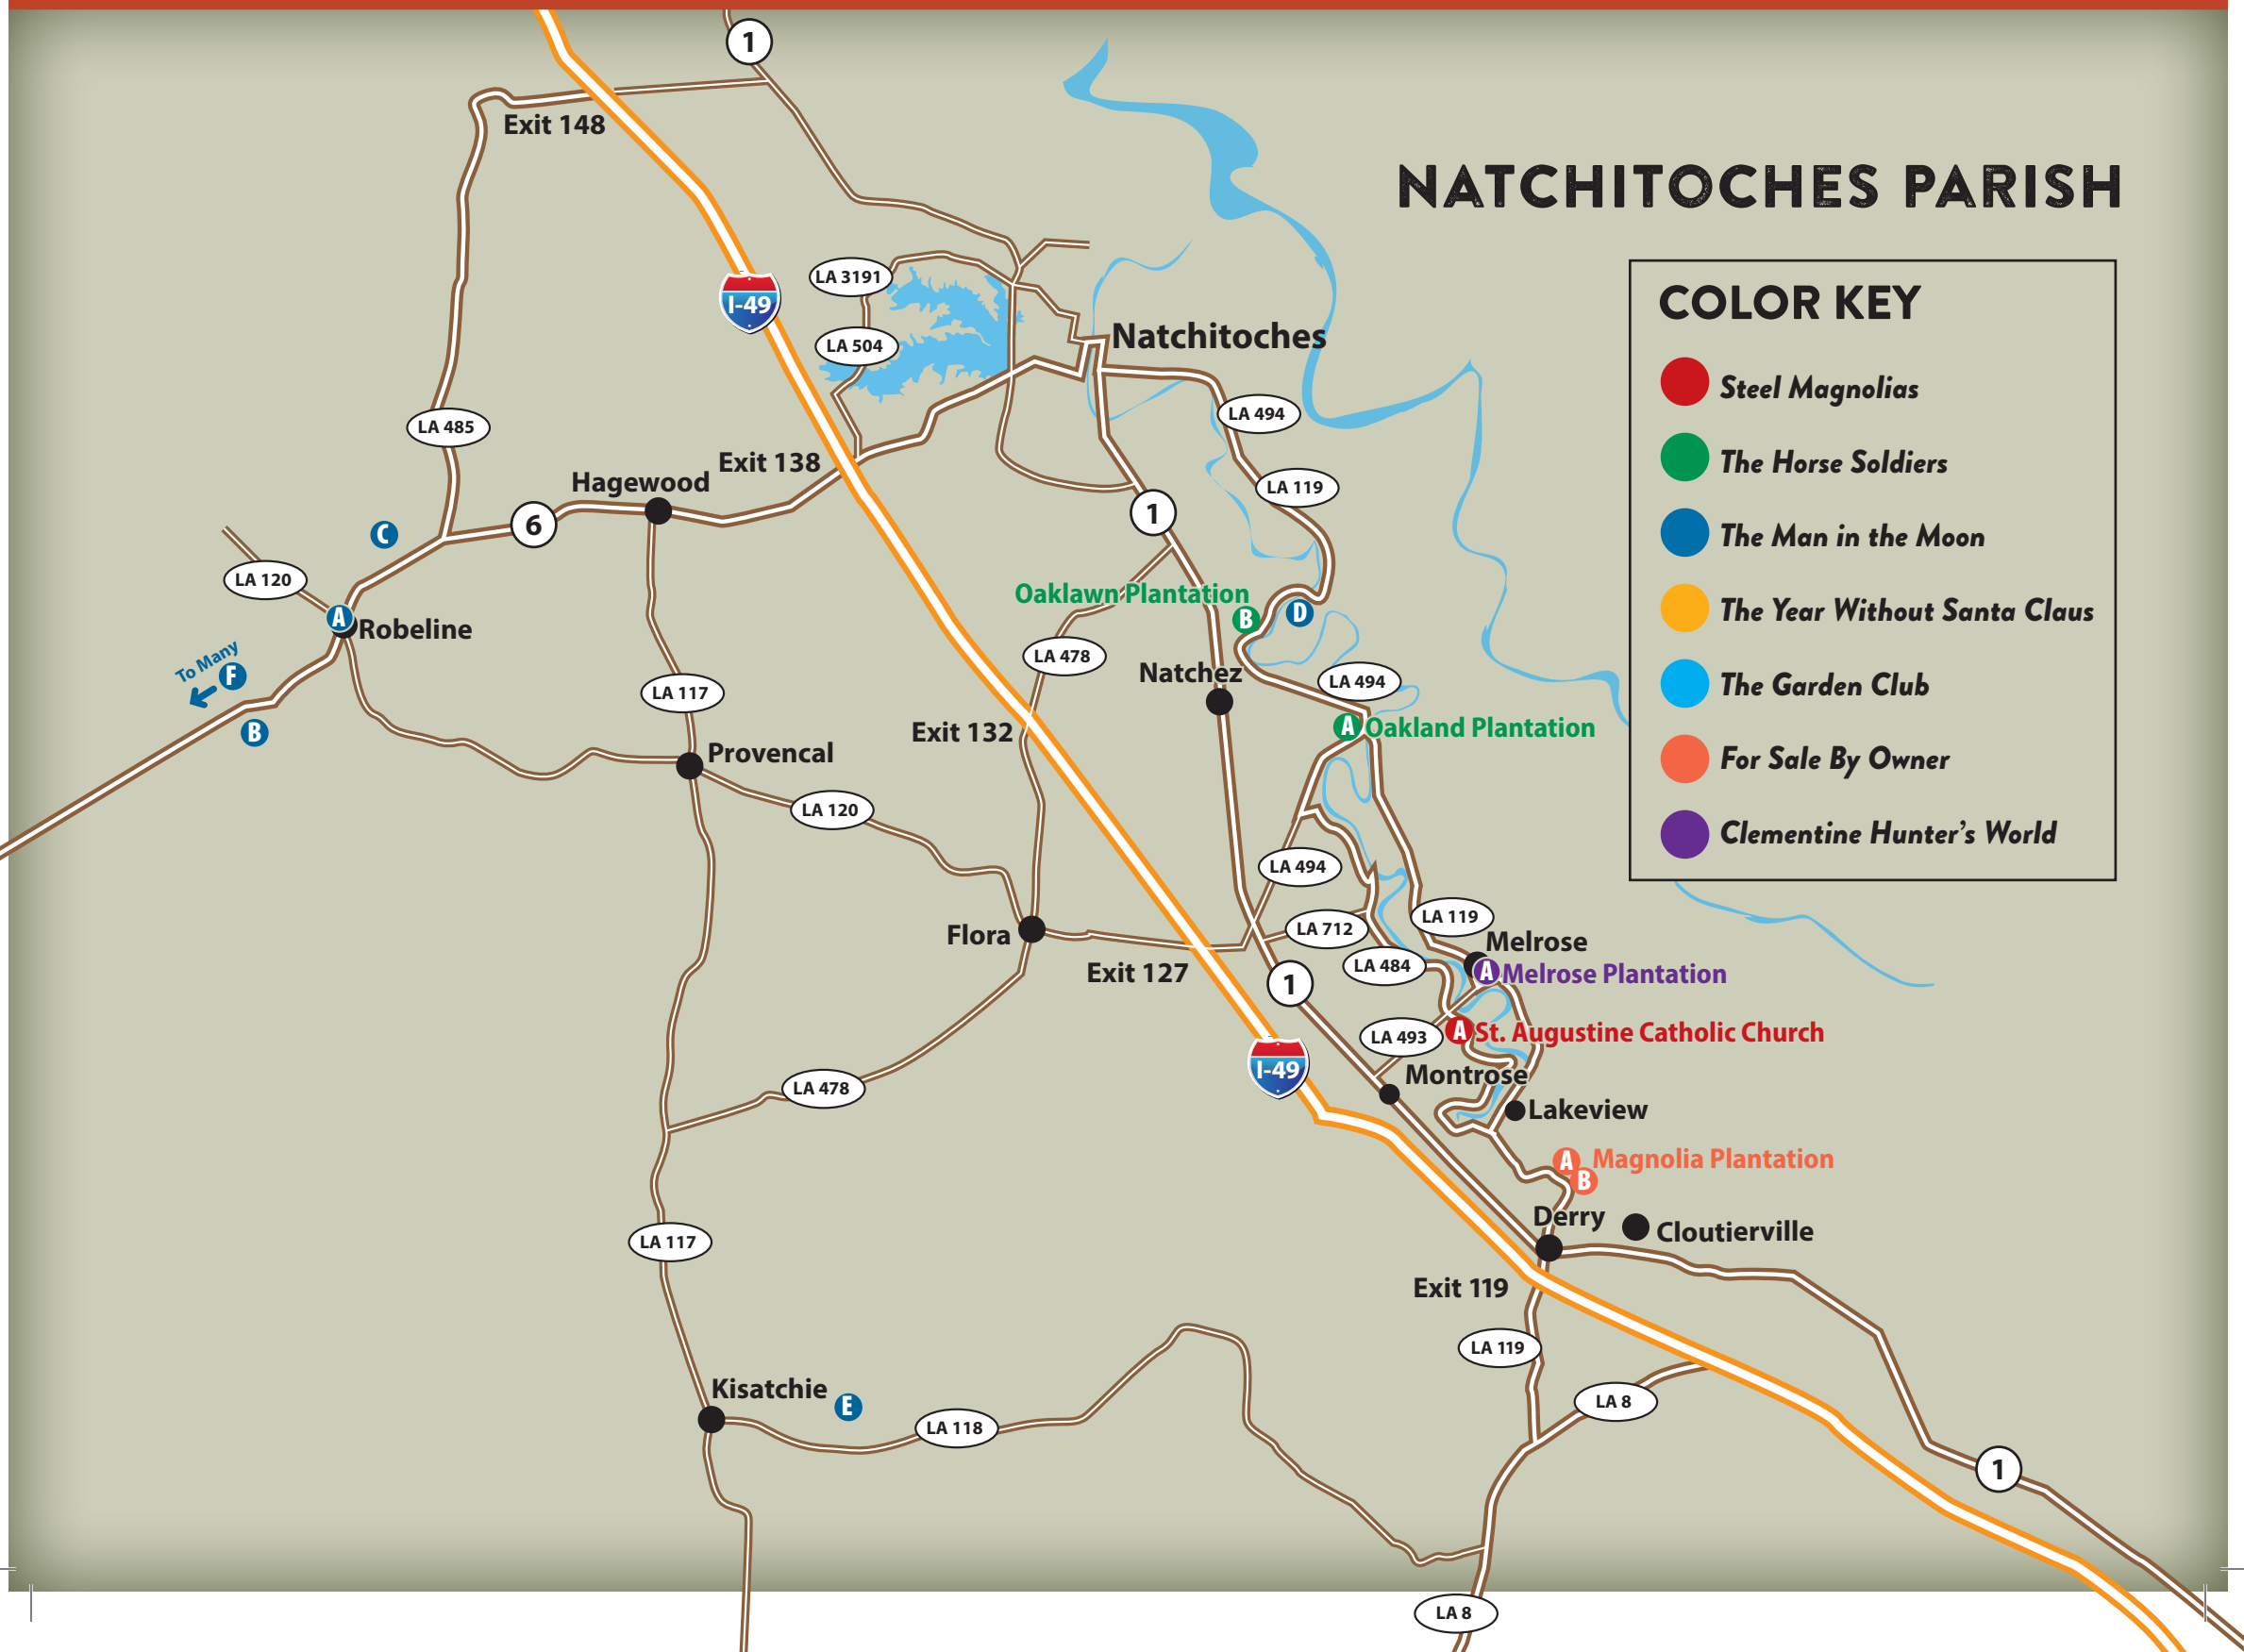 1
Exit 148
NATCHITOCHES PARISH
COLOR KEY
Steel Magnolias
The Horse Soldiers
The Man in the Moon
The Year Without Santa Claus
The Garden Club
For Sale By Owner
Clementine Hunter's World
LA 3191
I-49
LA 504
Natchitoches
LA 494
LA 485
Exit 138
Hagewood
LA 119
1
6
C
LA 120
Oaklawn Plantation
B
D
A
Robeline
To Many
F
LA 478
Natchez
LA 494
LA 117
B
Exit 132
A
Oakland Plantation
Provencal
LA 120
LA 494
LA 119
LA 712
Flora
Melrose
LA 484
A
Melrose Plantation
Exit 127
1
LA 493
A
St. Augustine Catholic Church
I-49
Montrose
LA 478
Lakeview
A
Magnolia Plantation
B
Derry
Cloutierville
LA 117
Exit 119
LA 119
Kisatchie
E
LA 8
LA 118
1
LA 8